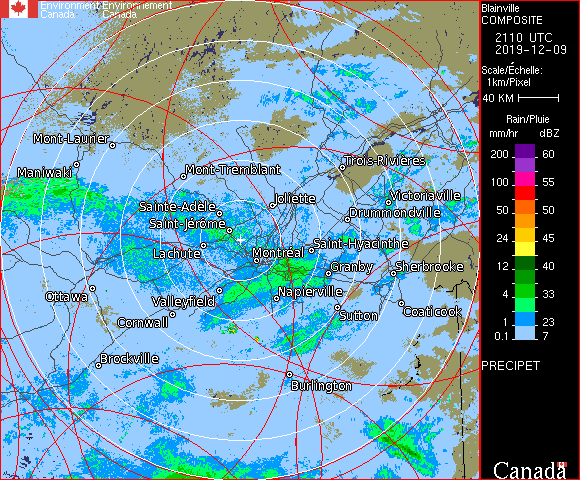 Environment Environnement
Canada Canada
Blainville
COMPOSITE
2110 UTC
2019-12-09
Scale/Échelle:
1km/Pixel
40 KM
Rain/Pluie
mm/hr dBZ
200 60
100 55
50 50
24 45
12 40
4 33
1 23
0.1 7
PRECIPET
Canada
Mont-Laurier
Maniwaki
Mont-Tremblant
Trois-Rivières
Joliette
Victoriaville
Sainte-Adele
Drummondville
Saint-Jérôme
Saint-Hyacinthe
Lachute
Montréal
Granby
Sherbrooke
Ottawa
Valleyfield
Napierville
Coaticook
Cornwall
Sutton
Brockville
Burlington